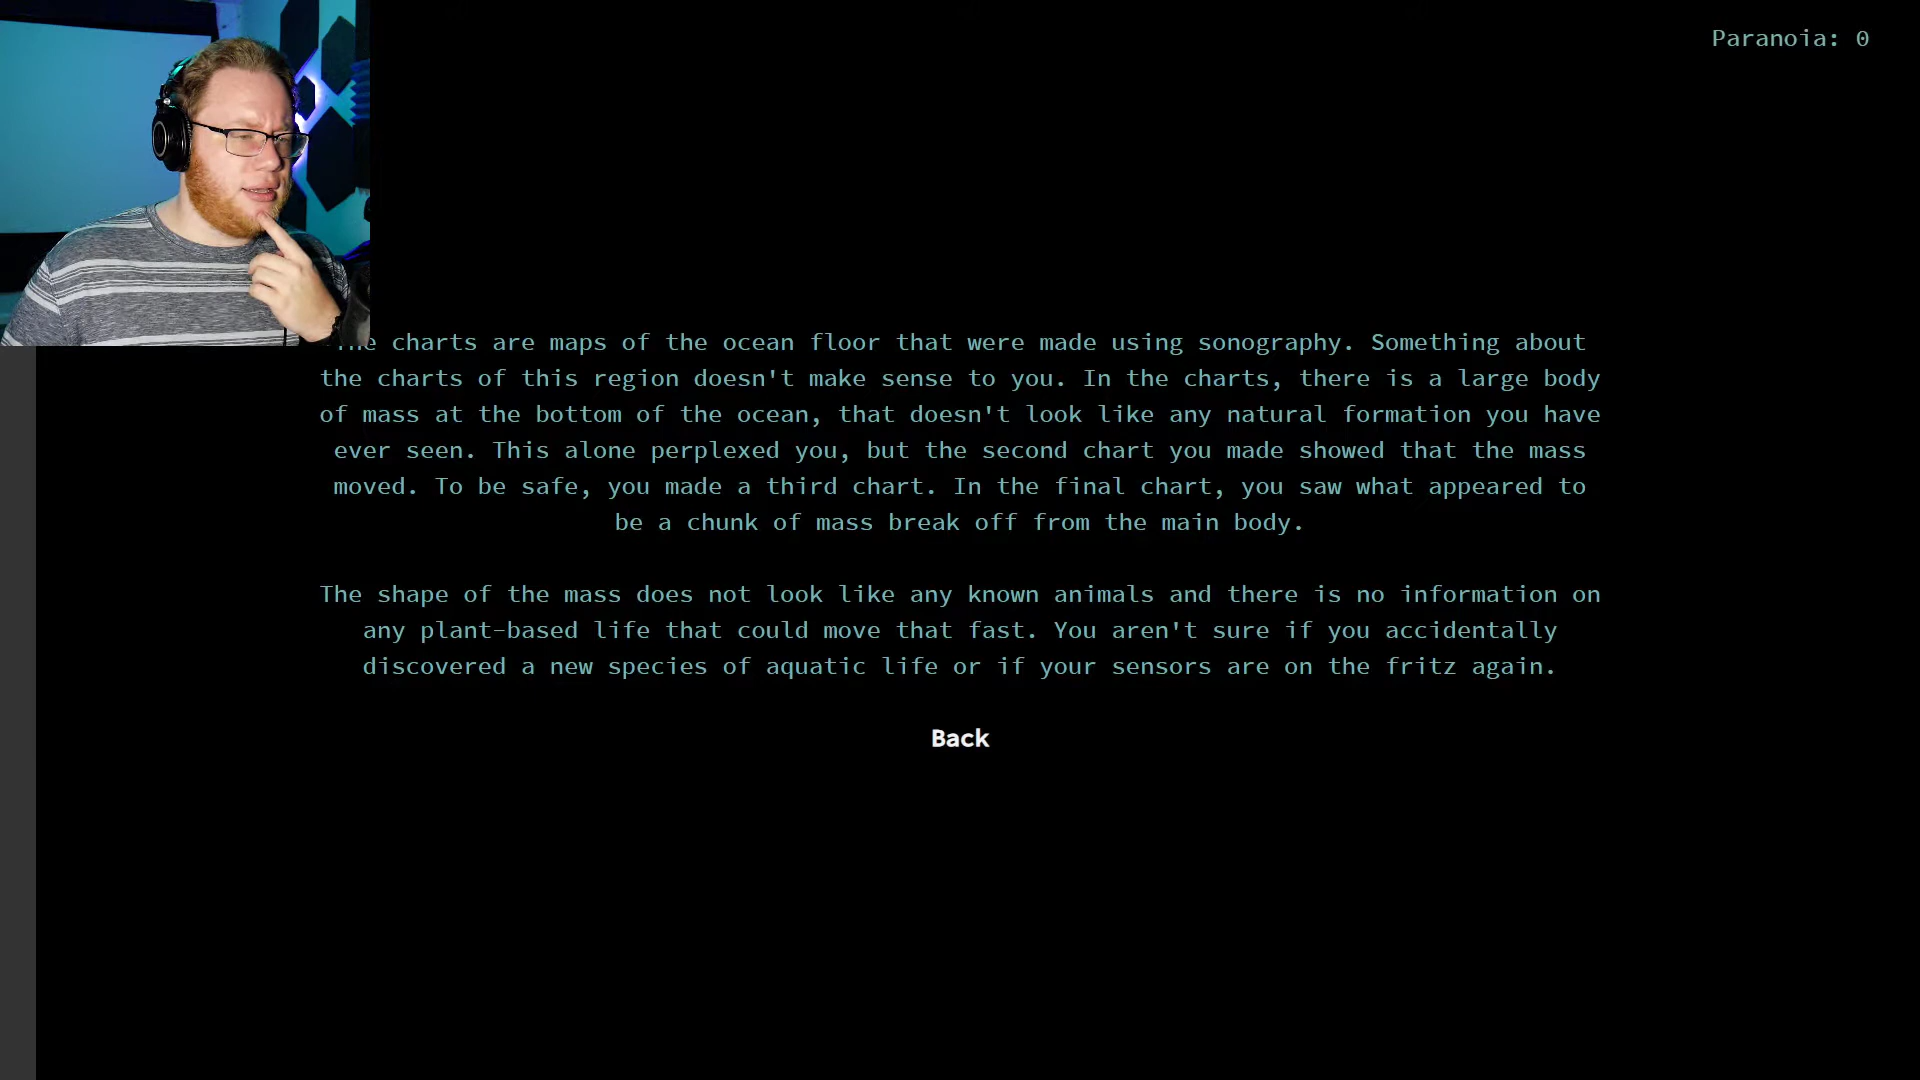 Paranoia: 0
The charts are maps of the ocean floor that were made using sonography. Something about
the charts of this region doesn't make sense to you. In the charts, there is a large body
of mass at the bottom of the ocean, that doesn't look like any natural formation you have
ever seen. This alone perplexed you, but the second chart you made showed that the mass
moved. To be safe, you made a third chart. In the final chart, you saw what appeared to
be a chunk of mass break off from the main body.
The shape of the mass does not look like any known animals and there is no information on
any plant-based life that could move that fast. You aren't sure if you accidentally
discovered a new species of aquatic life or if your sensors are on the fritz again.
Back